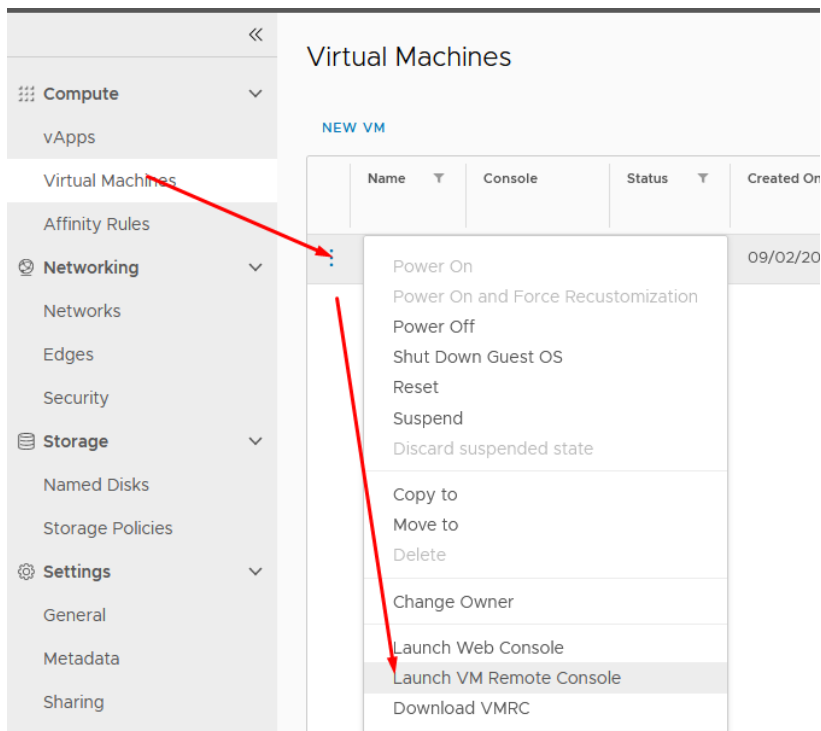 Compute
vApps
Virtual Machines
Affinity Rules
Networking
Networks
Edges
Security
Storage
Named Disks
Storage Policies
Settings
General
Metadata
Sharing
Virtual Machines
NEW VM
Name Console Status Created On
09/02/20
Power On
Power On and Force Recustomization
Power Off
Shut Down Guest OS
Reset
Suspend
Discard suspended state
Copy to
Move to
Delete
Change Owner
Launch Web Console
Launch VM Remote Console
Download VMRC